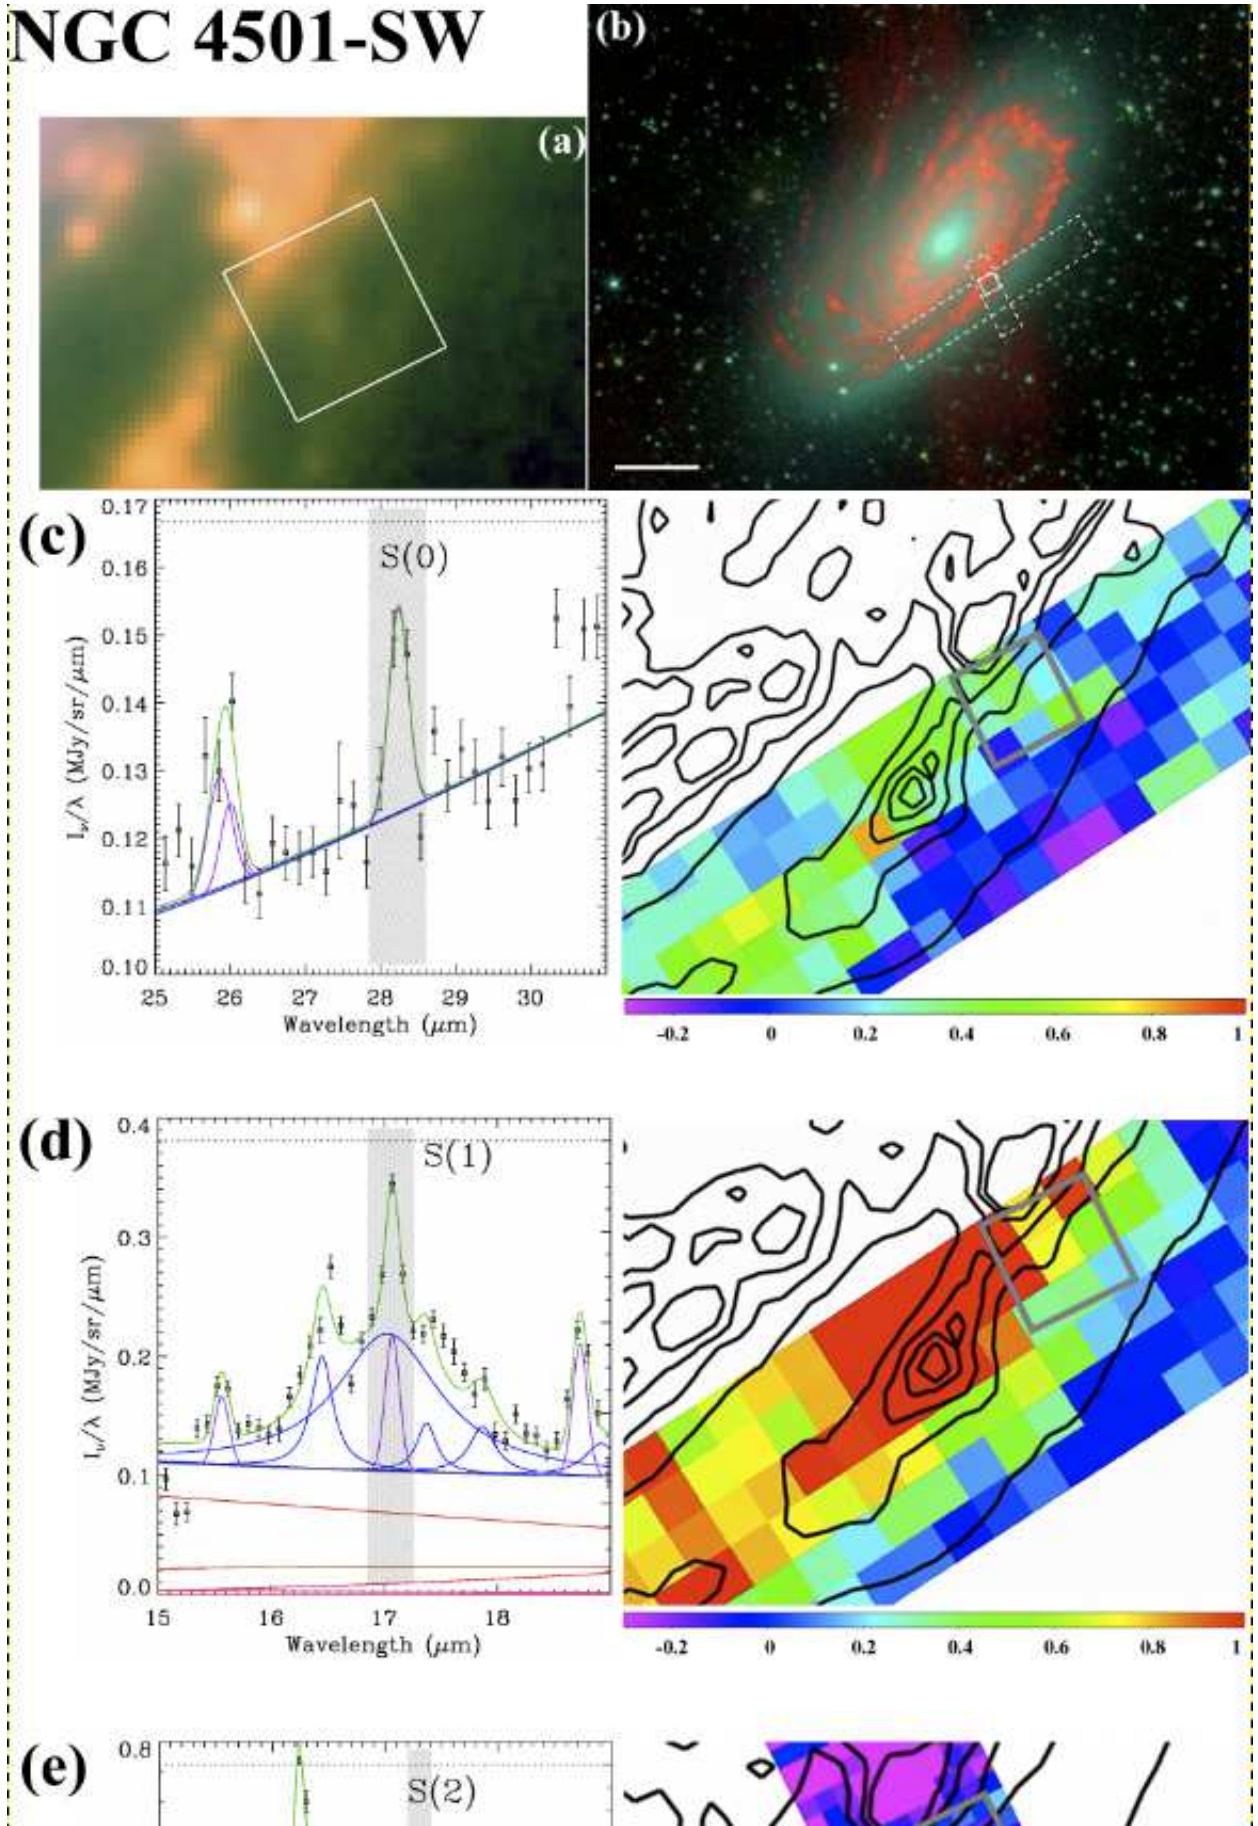 NGC 4501-SW
(b)
(a)
(c)
0.17
0.16
0.15
0.14
0.13
0.12
0.11
0.10
I_ν/λ (MJy/sr/μm)
S(0)
25 26 27 28 29 30
Wavelength (μm)
-0.2 0 0.2 0.4 0.6 0.8 1
(d)
0.4
0.3
0.2
0.1
0.0
I_ν/λ (MJy/sr/μm)
S(1)
15 16 17 18
Wavelength (μm)
-0.2 0 0.2 0.4 0.6 0.8 1
(e)
0.8
S(2)